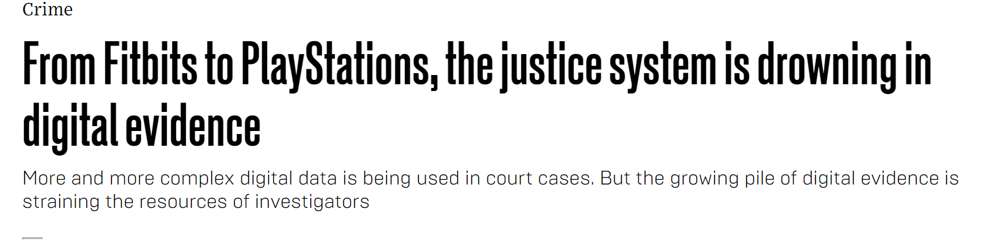 Crime
From Fitbits to PlayStations, the justice system is drowning in
digital evidence
More and more complex digital data is being used in court cases. But the growing pile of digital evidence is
straining the resources of investigators